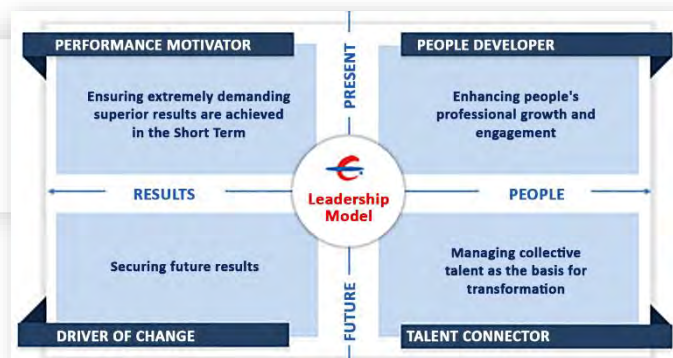 PERFORMANCE MOTIVATOR
Ensuring extremely demanding
superior results are achieved
in the Short Term
PRESENT
PEOPLE DEVELOPER
Enhancing people's
professional growth and
engagement
RESULTS
Leadership
Model
PEOPLE
Securing future results
DRIVER OF CHANGE
FUTURE
Managing collective
talent as the basis for
transformation
TALENT CONNECTOR